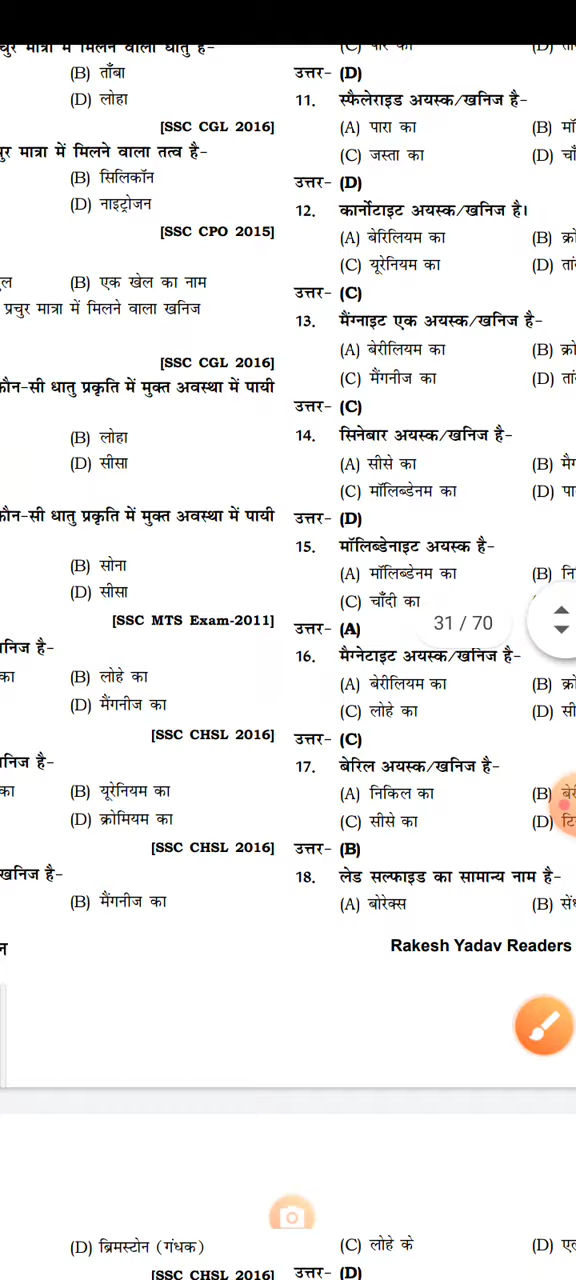 चुर मात्रा में मिलने वाला धातु है-
(B) ताँबा
(D) लोहा
[SSC CGL 2016]
मात्रा में मिलने वाला तत्व है-
(B) सिलिकॉन
(D) नाइट्रोजन
[SSC CPO 2015]
(B) एक खेल का नाम
प्रचुर मात्रा में मिलने वाला खनिज
[SSC CGL 2016]
कौन-सी धातु प्रकृति में मुक्त अवस्था में पायी
(B) लोहा
(D) सीसा
कौन-सी धातु प्रकृति में मुक्त अवस्था में पायी
(B) सोना
(D) सीसा
[SSC MTS Exam-2011]
निज है-
का (B) लोहे का
(D) मैंगनीज का
[SSC CHSL 2016]
निज है-
का (B) यूरेनियम का
(D) क्रोमियम का
[SSC CHSL 2016]
खनिज है-
(B) मैंगनीज का
न
उत्तर- (D)
11. स्फैलेराइड अयस्क/खनिज है-
(A) पारा का (B)
(C) जस्ता का (D)
उत्तर- (D)
12. कार्नोटाइट अयस्क/खनिज है।
(A) बेरिलियम का (B)
(C) यूरेनियम का (D)
उत्तर- (C)
13. मैंग्नाइट एक अयस्क/खनिज है-
(A) बेरीलियम का (B)
(C) मैंगनीज का (D)
उत्तर- (C)
14. सिनेबार अयस्क/खनिज है-
(A) सीसे का (B)
(C) मॉलिब्डेनम का (D)
उत्तर- (D)
15. मॉलिब्डेनाइट अयस्क है-
(A) मॉलिब्डेनम का (B)
(C) चाँदी का
31 / 70
उत्तर- (A)
16. मैग्नेटाइट अयस्क/खनिज है-
(A) बेरीलियम का (B)
(C) लोहे का (D)
उत्तर- (C)
17. बेरिल अयस्क/खनिज है-
(A) निकिल का (B)
(C) सीसे का (D)
उत्तर- (B)
18. लेड सल्फाइड का सामान्य नाम है-
(A) बोरेक्स (B)
Rakesh Yadav Readers
(D) ब्रिमस्टोन (गंधक)
[SSC CHSL 2016]
(C) लोहे के (D)
उत्तर- (D)